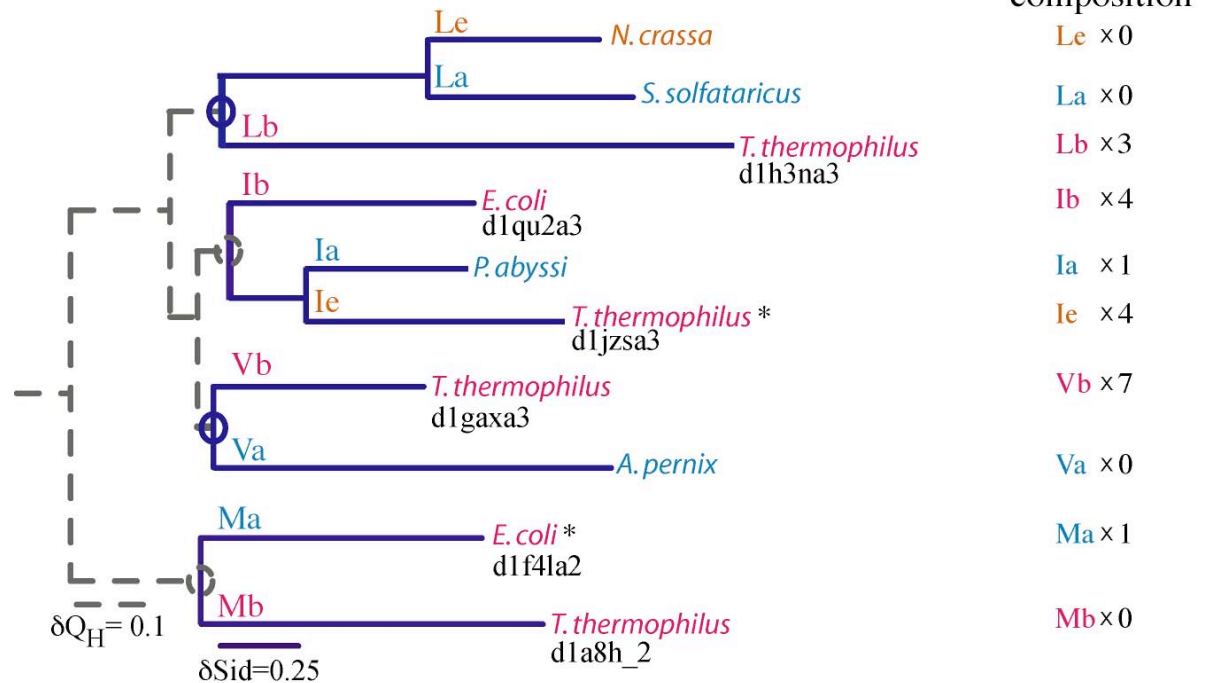 composition
Le N. crassa Le ×0
La S. solfataricus La ×0
Lb T. thermophilus Lb ×3
d1h3na3
Ib E. coli Ib ×4
d1qu2a3
Ia P. abyssi Ia ×1
Ie T. thermophilus * Ie ×4
d1jzsa3
Vb T. thermophilus Vb ×7
d1gaxa3
Va A. pernix Va ×0
Ma E. coli * Ma ×1
d1f4la2
Mb T. thermophilus Mb ×0
δQH= 0.1 d1a8h_2
δSid=0.25